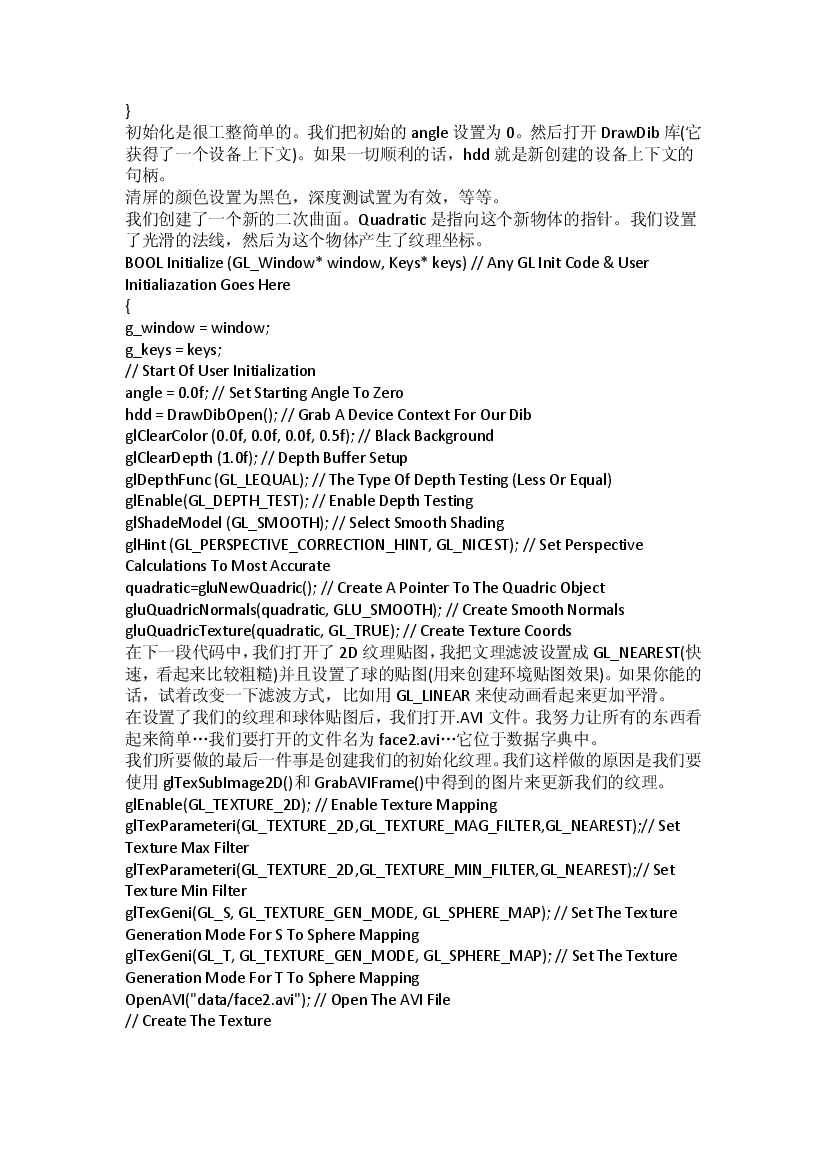 }
初始化是很工整简单的。我们把初始的 angle 设置为 0。然后打开 DrawDib 库(它
获得了一个设备上下文)。如果一切顺利的话，hdd 就是新创建的设备上下文的
句柄。
清屏的颜色设置为黑色，深度测试置为有效，等等。
我们创建了一个新的二次曲面。Quadratic 是指向这个新物体的指针。我们设置
了光滑的法线，然后为这个物体产生了纹理坐标。
BOOL Initialize (GL_Window* window, Keys* keys) // Any GL Init Code & User
Initialiazation Goes Here
{
g_window = window;
g_keys = keys;
// Start Of User Initialization
angle = 0.0f; // Set Starting Angle To Zero
hdd = DrawDibOpen(); // Grab A Device Context For Our Dib
glClearColor (0.0f, 0.0f, 0.0f, 0.5f); // Black Background
glClearDepth (1.0f); // Depth Buffer Setup
glDepthFunc (GL_LEQUAL); // The Type Of Depth Testing (Less Or Equal)
glEnable(GL_DEPTH_TEST); // Enable Depth Testing
glShadeModel (GL_SMOOTH); // Select Smooth Shading
glHint (GL_PERSPECTIVE_CORRECTION_HINT, GL_NICEST); // Set Perspective
Calculations To Most Accurate
quadratic=gluNewQuadric(); // Create A Pointer To The Quadric Object
gluQuadricNormals(quadratic, GLU_SMOOTH); // Create Smooth Normals
gluQuadricTexture(quadratic, GL_TRUE); // Create Texture Coords
在下一段代码中，我们打开了 2D 纹理贴图，我把文理滤波设置成 GL_NEAREST(快
速，看起来比较粗糙)并且设置了球的贴图(用来创建环境贴图效果)。如果你能的
话，试着改变一下滤波方式，比如用 GL_LINEAR 来使动画看起来更加平滑。
在设置了我们的纹理和球体贴图后，我们打开.AVI 文件。我努力让所有的东西看
起来简单…我们要打开的文件名为 face2.avi…它位于数据字典中。
我们所要做的最后一件事是创建我们的初始化纹理。我们这样做的原因是我们要
使用 glTexSubImage2D()和 GrabAVIFrame()中得到的图片来更新我们的纹理。
glEnable(GL_TEXTURE_2D); // Enable Texture Mapping
glTexParameteri(GL_TEXTURE_2D,GL_TEXTURE_MAG_FILTER,GL_NEAREST);// Set
Texture Max Filter
glTexParameteri(GL_TEXTURE_2D,GL_TEXTURE_MIN_FILTER,GL_NEAREST);// Set
Texture Min Filter
glTexGeni(GL_S, GL_TEXTURE_GEN_MODE, GL_SPHERE_MAP); // Set The Texture
Generation Mode For S To Sphere Mapping
glTexGeni(GL_T, GL_TEXTURE_GEN_MODE, GL_SPHERE_MAP); // Set The Texture
Generation Mode For T To Sphere Mapping
OpenAVI("data/face2.avi"); // Open The AVI File
// Create The Texture